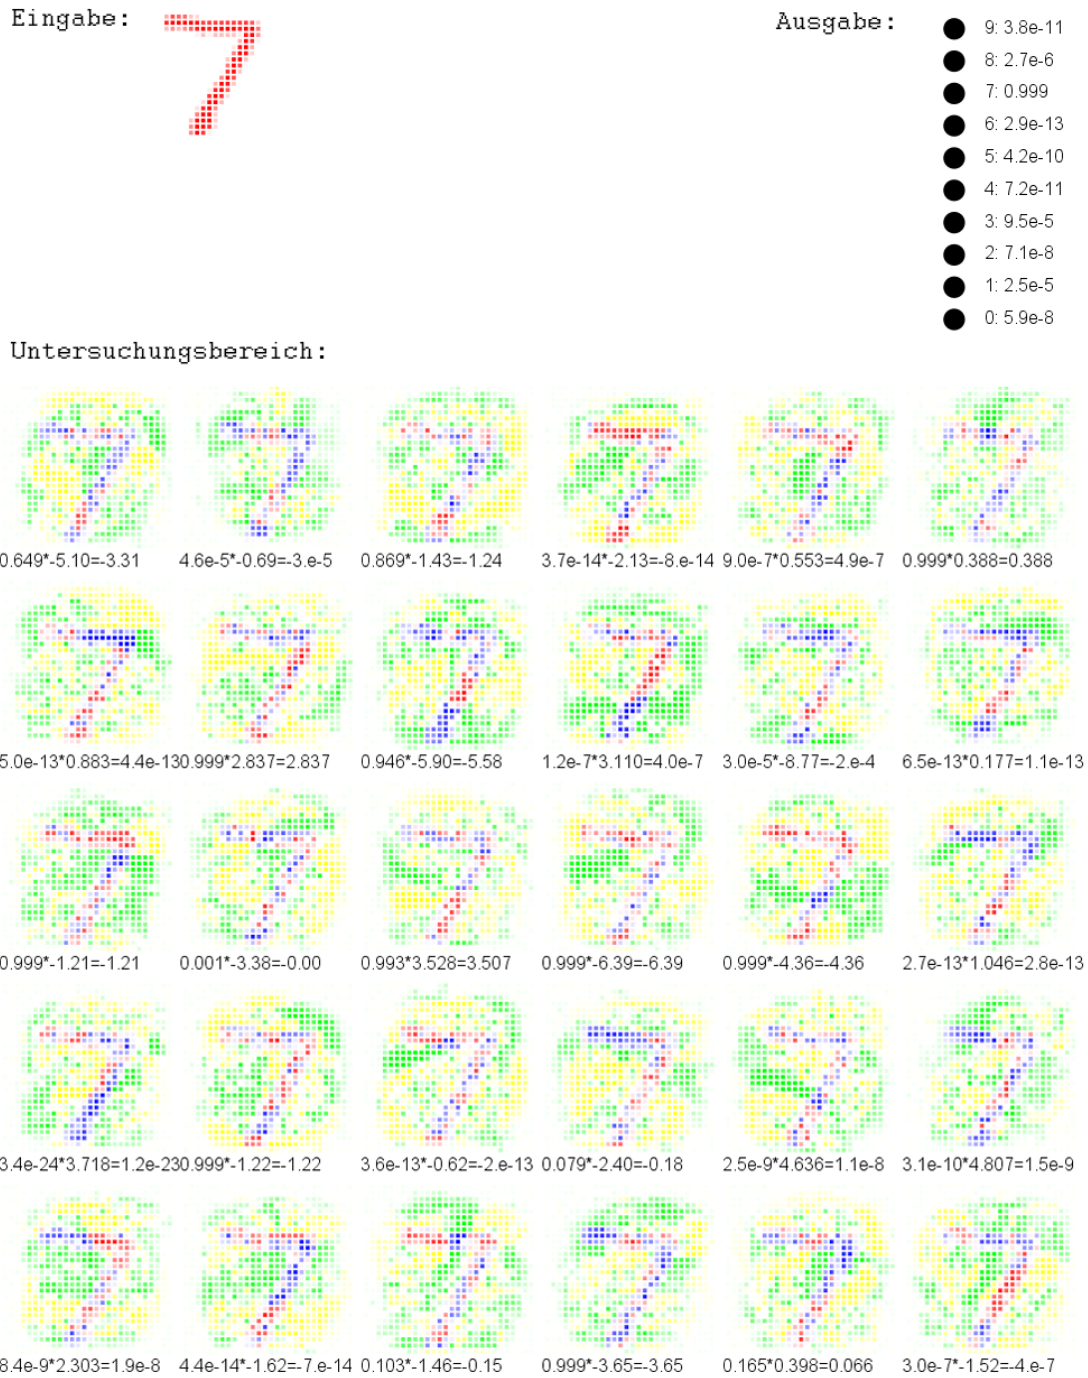 Eingabe:
Ausgabe:
9: 3.8e-11
8: 2.7e-6
7: 0.999
6: 2.9e-13
5: 4.2e-10
4: 7.2e-11
3: 9.5e-5
2: 7.1e-8
1: 2.5e-5
0: 5.9e-8
Untersuchungsbereich:
0.649*-5.10=-3.31 4.6e-5*-0.69=-3.e-5 0.869*-1.43=-1.24 3.7e-14*-2.13=-8.e-14 9.0e-7*0.553=4.9e-7 0.999*0.388=0.388
5.0e-13*0.883=4.4e-13 0.999*2.837=2.837 0.946*-5.90=-5.58 1.2e-7*3.110=4.0e-7 3.0e-5*-8.77=-2.e-4 6.5e-13*0.177=1.1e-13
0.999*-1.21=-1.21 0.001*-3.38=-0.00 0.993*3.528=3.507 0.999*-6.39=-6.39 0.999*-4.36=-4.36 2.7e-13*1.046=2.8e-13
3.4e-24*3.718=1.2e-23 0.999*-1.22=-1.22 3.6e-13*-0.62=-2.e-13 0.079*-2.40=-0.18 2.5e-9*4.636=1.1e-8 3.1e-10*4.807=1.5e-9
8.4e-9*2.303=1.9e-8 4.4e-14*-1.62=-7.e-14 0.103*-1.46=-0.15 0.999*-3.65=-3.65 0.165*0.398=0.066 3.0e-7*-1.52=-4.e-7